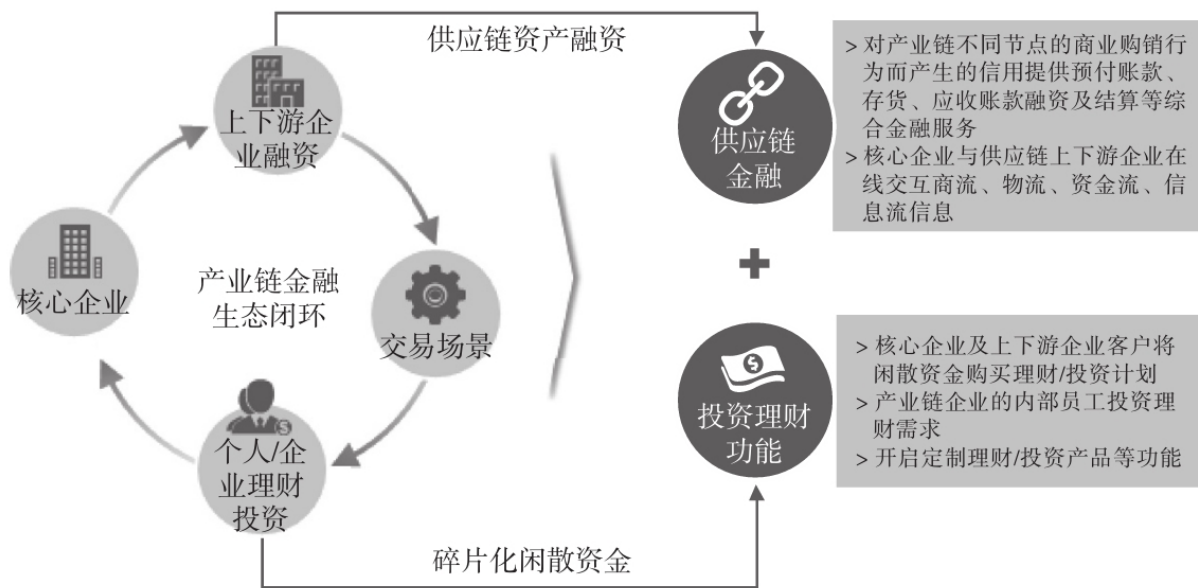 供应链资产融资
上下游企
业融资
核心企业
产业链金融
生态闭环
交易场景
个人/企
业理财
投资
碎片化闲散资金
供应链
金融
> 对产业链不同节点的商业购销行
为而产生的信用提供预付账款、
存货、应收账款融资及结算等综
合金融服务
> 核心企业与供应链上下游企业在
线交互商流、物流、资金流、信
息流信息
投资理财
功能
> 核心企业及上下游企业客户将
闲散资金购买理财/投资计划
> 产业链企业的内部员工投资理
财需求
> 开启定制理财/投资产品等功能